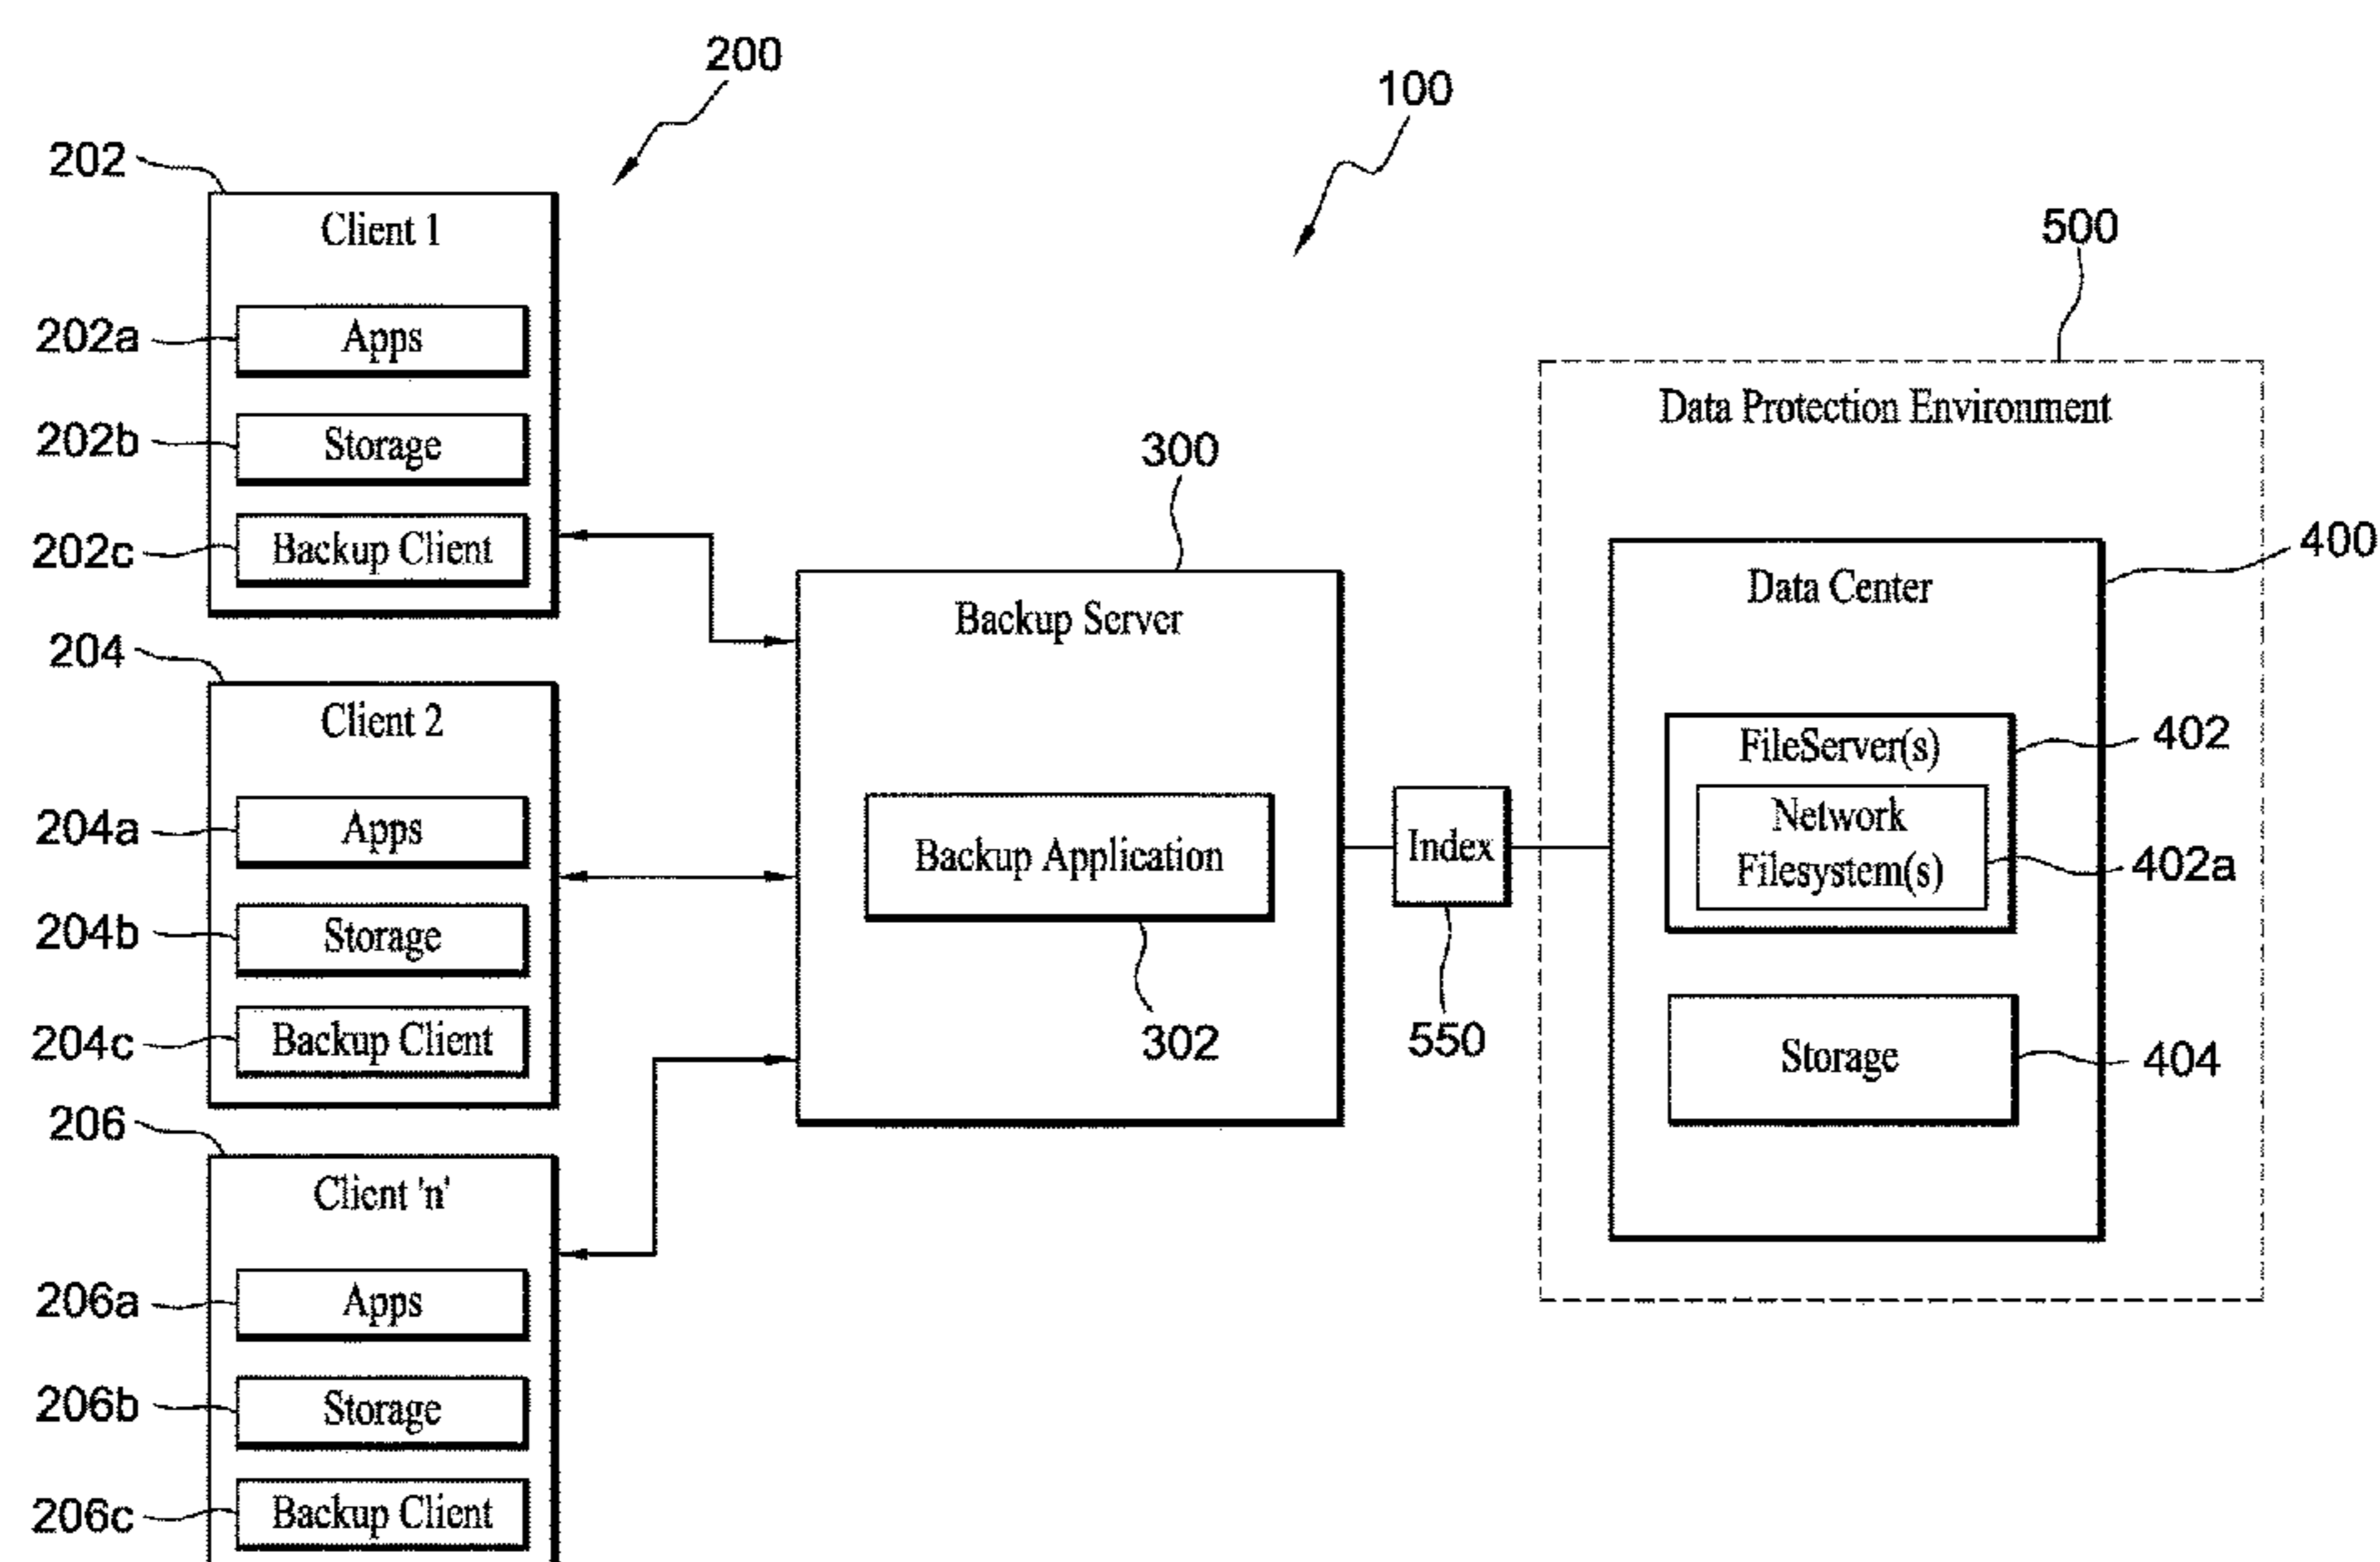 200
100
202
Client 1
500
202a
Apps
Data Protection Environment
202b
Storage
300
202c
Backup Client
400
Data Center
Backup Server
204
Client 2
FileServer(s)
402
204a
Apps
Network
Filesystem(s)
402a
Backup Application
Index
204b
Storage
204c
Backup Client
302
550
Storage
404
206
Client 'n'
206a
Apps
206b
Storage
206c
Backup Client